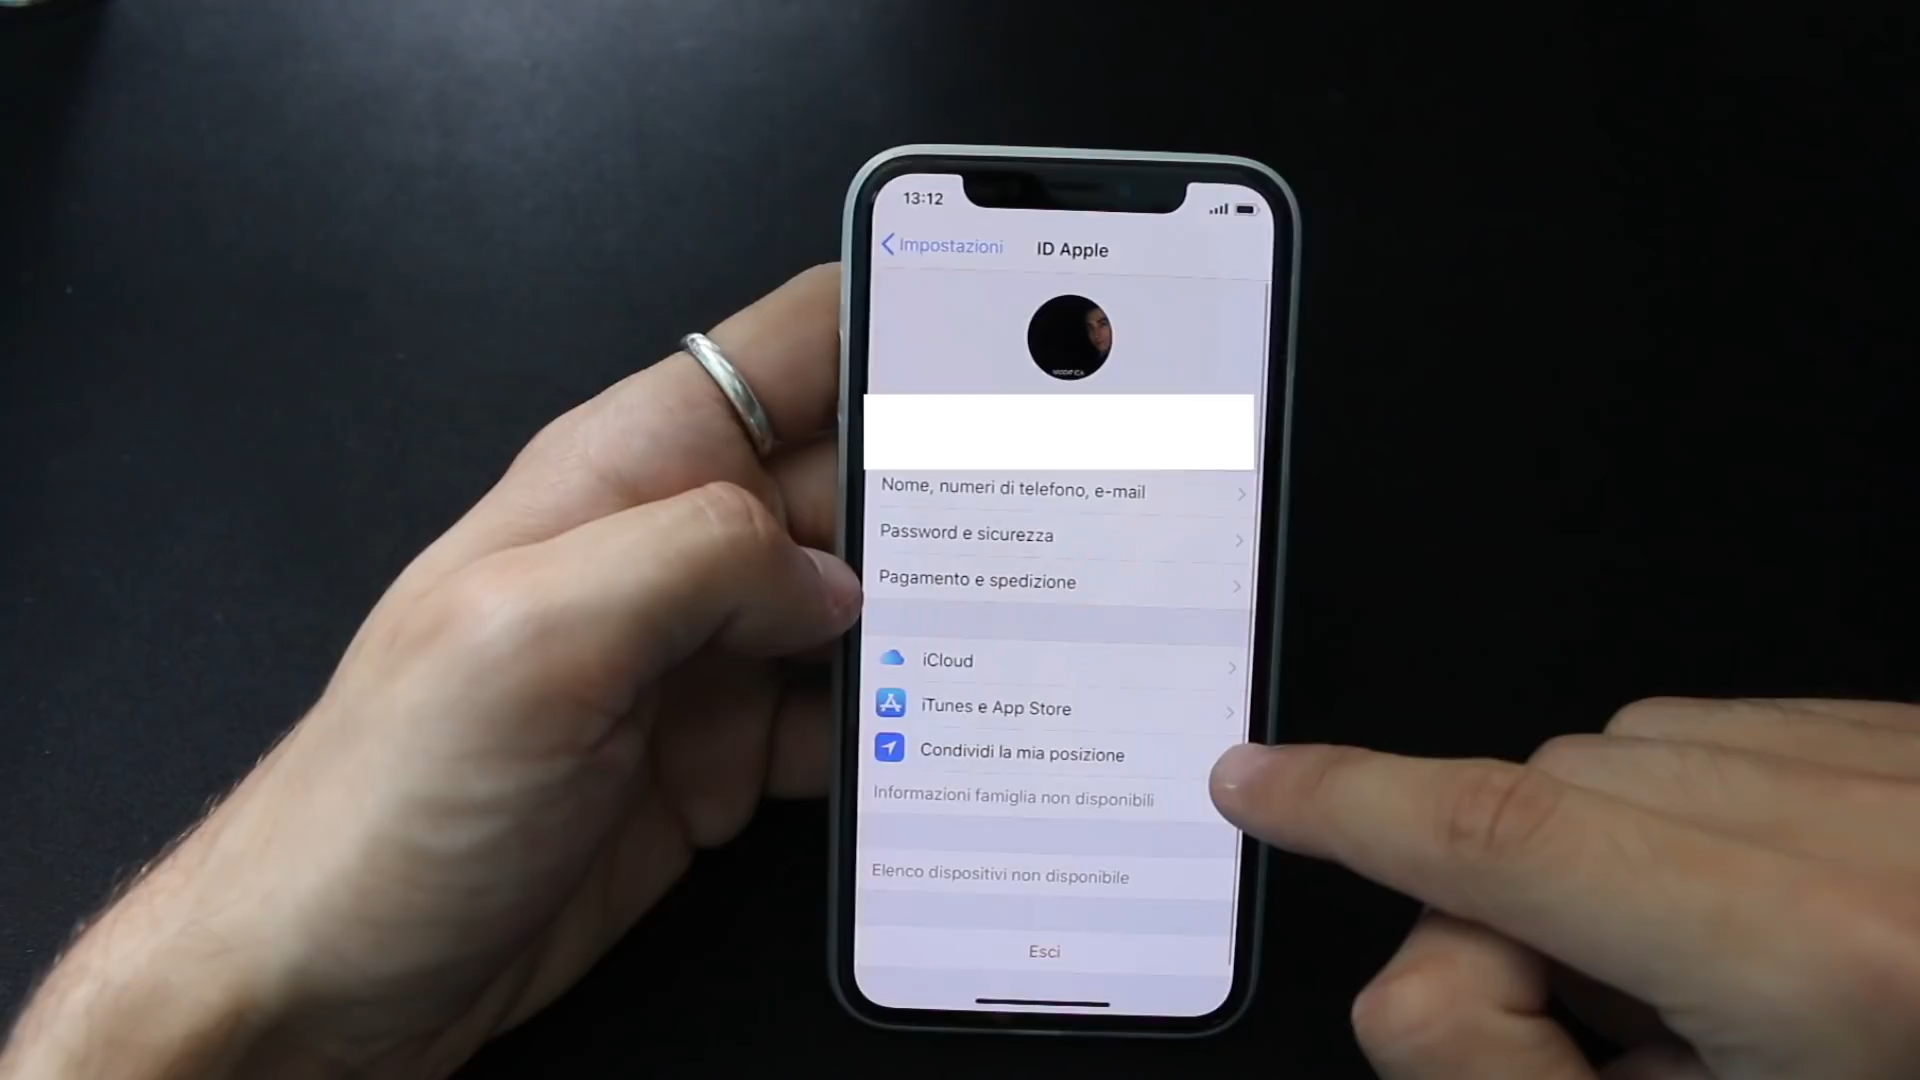 13:12
Impostazioni
ID Apple
MODIFICA
Nome, numeri di telefono, e-mail
Password e sicurezza
Pagamento e spedizione
iCloud
iTunes e App Store
Condividi la mia posizione
Informazioni famiglia non disponibili
Elenco dispositivi non disponibile
Esci